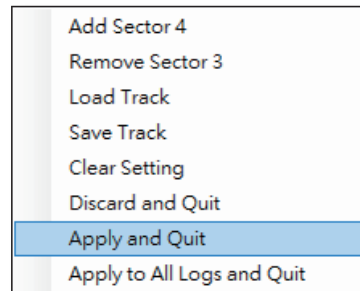 Add Sector 4
Remove Sector 3
Load Track
Save Track
Clear Setting
Discard and Quit
Apply and Quit
Apply to All Logs and Quit